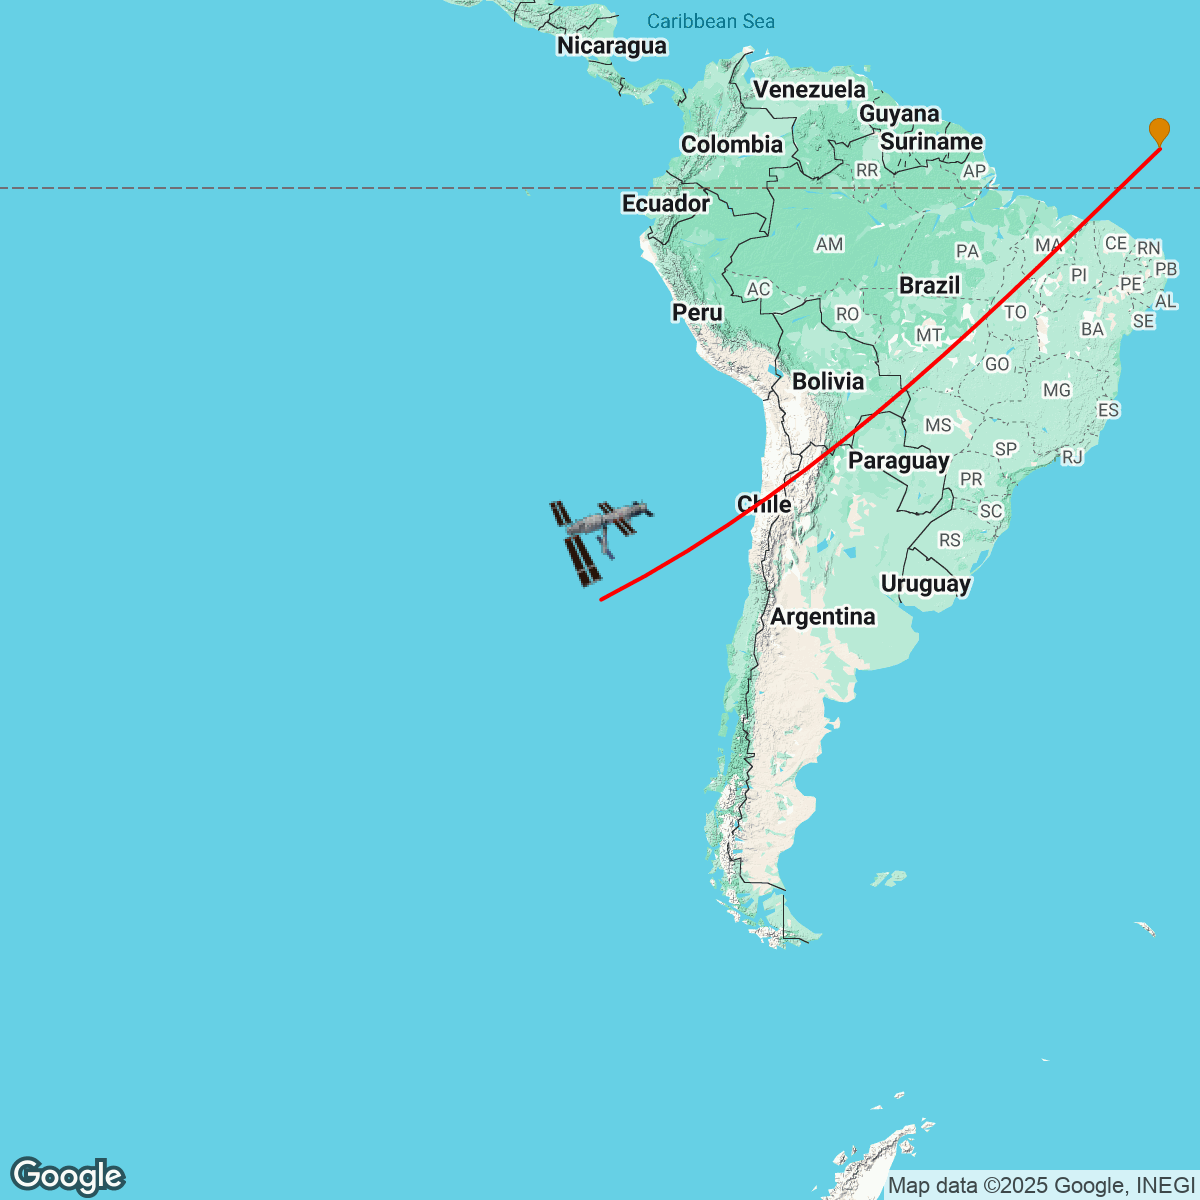 Caribbean Sea
Nicaragua
Venezuela
Guyana
Colombia
Suriname
RR
AP
Ecuador
AM
PA
MA
CE
RN
PI
PB
AC
Brazil
PE
AL
Peru
RO
TO
SE
MT
BA
GO
Bolivia
MG
ES
MS
SP
RJ
Paraguay
PR
Chile
SC
RS
Uruguay
Argentina
Google
Map data ©2025 Google, INEGI